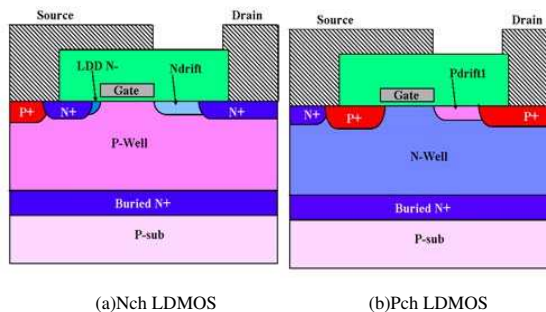 Source
Drain
LDD N-
Ndrift
Gate
P+
N+
N+
P-Well
Buried N+
P-sub
(a)Nch LDMOS
Source
Drain
Pdrift1
Gate
N+
P+
P+
N-Well
Buried N+
P-sub
(b)Pch LDMOS